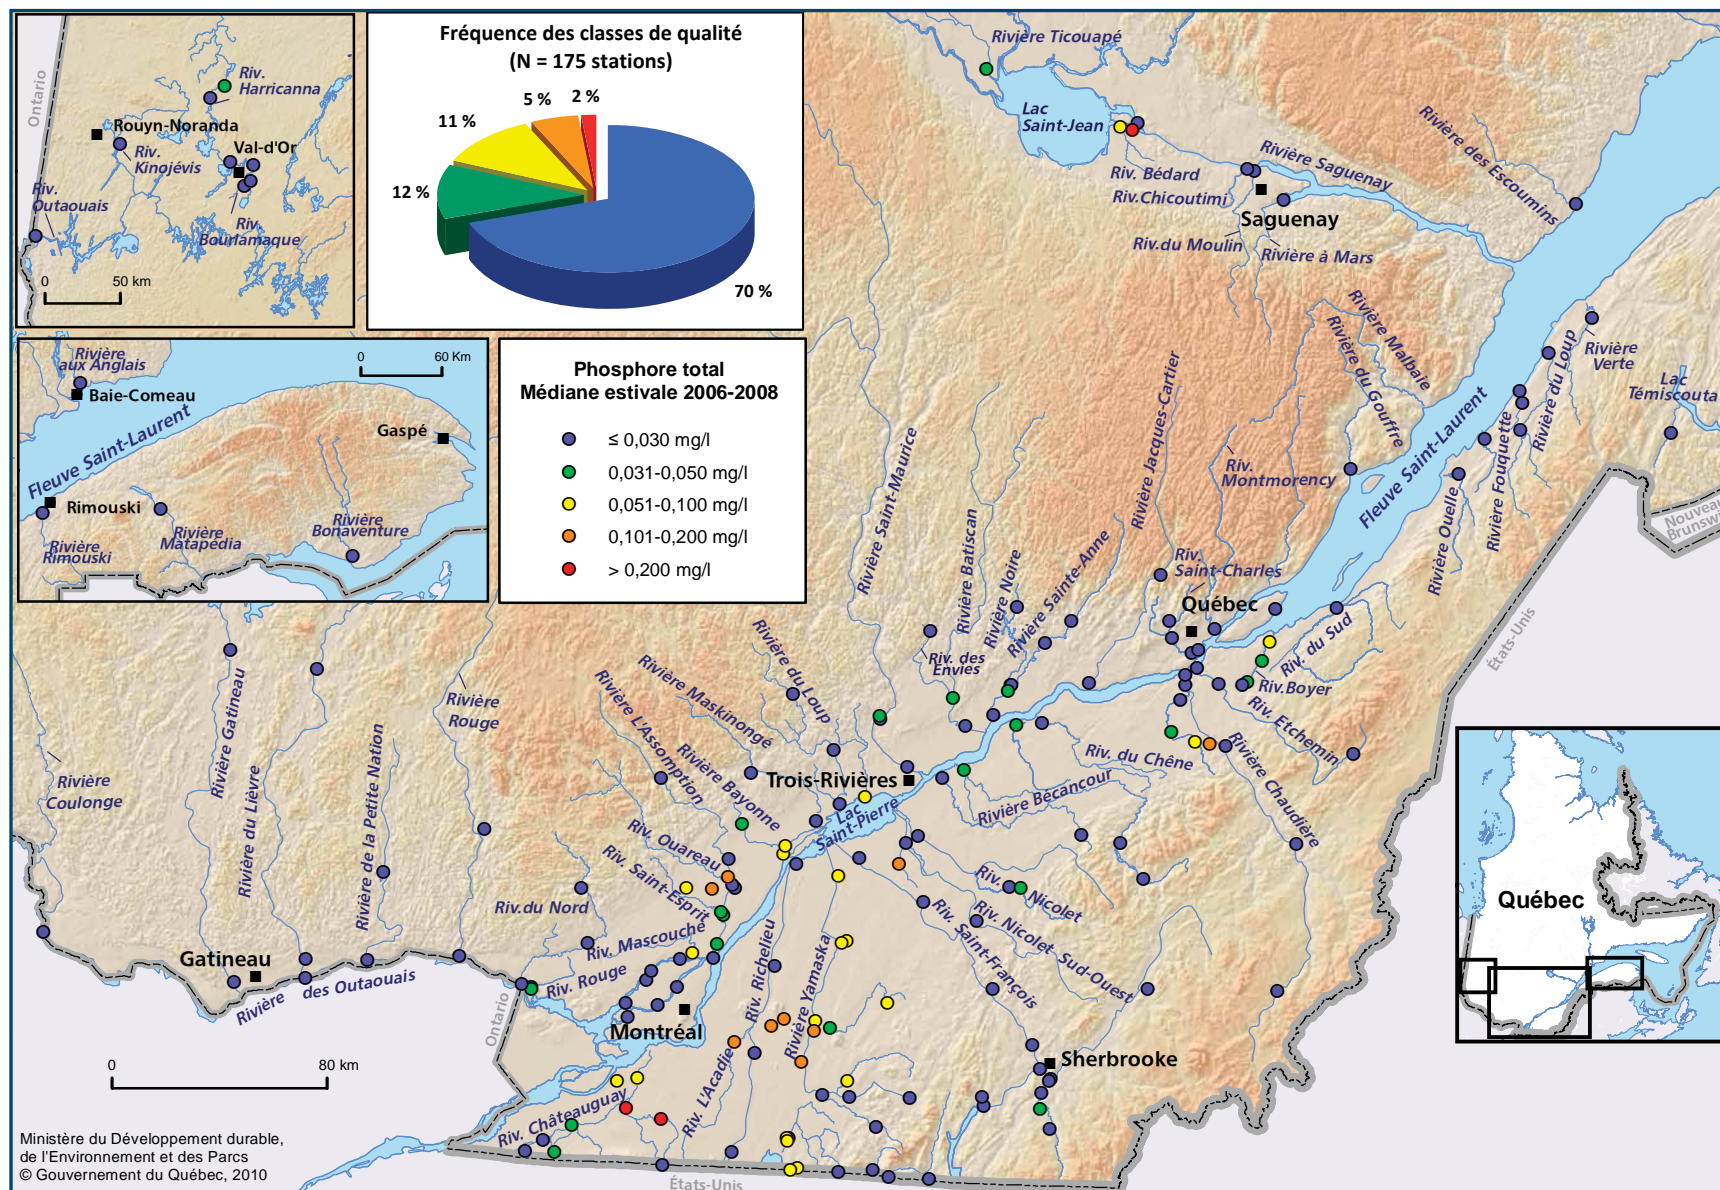 Ontario
Riv.
Harricanna
Rouyn-Noranda
Riv.
Kinojévis
Val-d'Or
Riv.
Outaouais
Riv.
Bourlamaque
0
50 km
Fréquence des classes de qualité
(N = 175 stations)
5 %
2 %
11 %
12 %
70 %
Rivière Ticouapé
Lac
Saint-Jean
Riv. Bédard
Riv.Chicoutimi
Rivière Saguenay
Saguenay
Riv.du Moulin
Rivière à Mars
Rivière des Escoumins
Rivière
aux Anglais
Baie-Comeau
0
60 Km
Fleuve Saint-Laurent
Gaspé
Rimouski
Rivière
Rimouski
Rivière
Matapédia
Rivière
Bonaventure
Phosphore total
Médiane estivale 2006-2008
≤ 0,030 mg/l
0,031-0,050 mg/l
0,051-0,100 mg/l
0,101-0,200 mg/l
> 0,200 mg/l
Rivière Malbaie
Rivière du Gouffre
Rivière Jacques-Cartier
Riv.
Montmorency
Fleuve Saint-Laurent
Rivière du Loup
Rivière
Verte
Lac
Témiscouta
Rivière Fouquette
Rivière Ouelle
Nouveau
Brunswi
États-Unis
Rivière Saint-Maurice
Rivière Batiscan
Rivière Noire
Rivière Sainte-Anne
Riv. des
Envies
Riv.
Saint-Charles
Québec
Riv. du Sud
Riv.Boyer
Riv. Etchemin
Rivière Chaudière
Riv. du Chêne
Rivière Bécancour
Rivière du Loup
Rivière Maskinongé
Rivière L'Assomption
Rivière Bayonne
Trois-Rivières
Lac
Saint-Pierre
Rivière
Rouge
Rivière Gatineau
Rivière du Lièvre
Rivière de la Petite Nation
Rivière
Coulonge
Riv. Ouareau
Riv. Saint-Esprit
Riv.du Nord
Riv. Mascouche
Riv. Rouge
Gatineau
Rivière
des Outaouais
Ontario
Montréal
Riv. Richelieu
Rivière Yamaska
Riv. L'Acadie
Riv. Châteauguay
Riv.
Nicolet
Riv. Nicolet Sud-Ouest
Riv. Saint-François
Sherbrooke
Québec
0
80 km
Ministère du Développement durable,
de l'Environnement et des Parcs
© Gouvernement du Québec, 2010
États-Unis